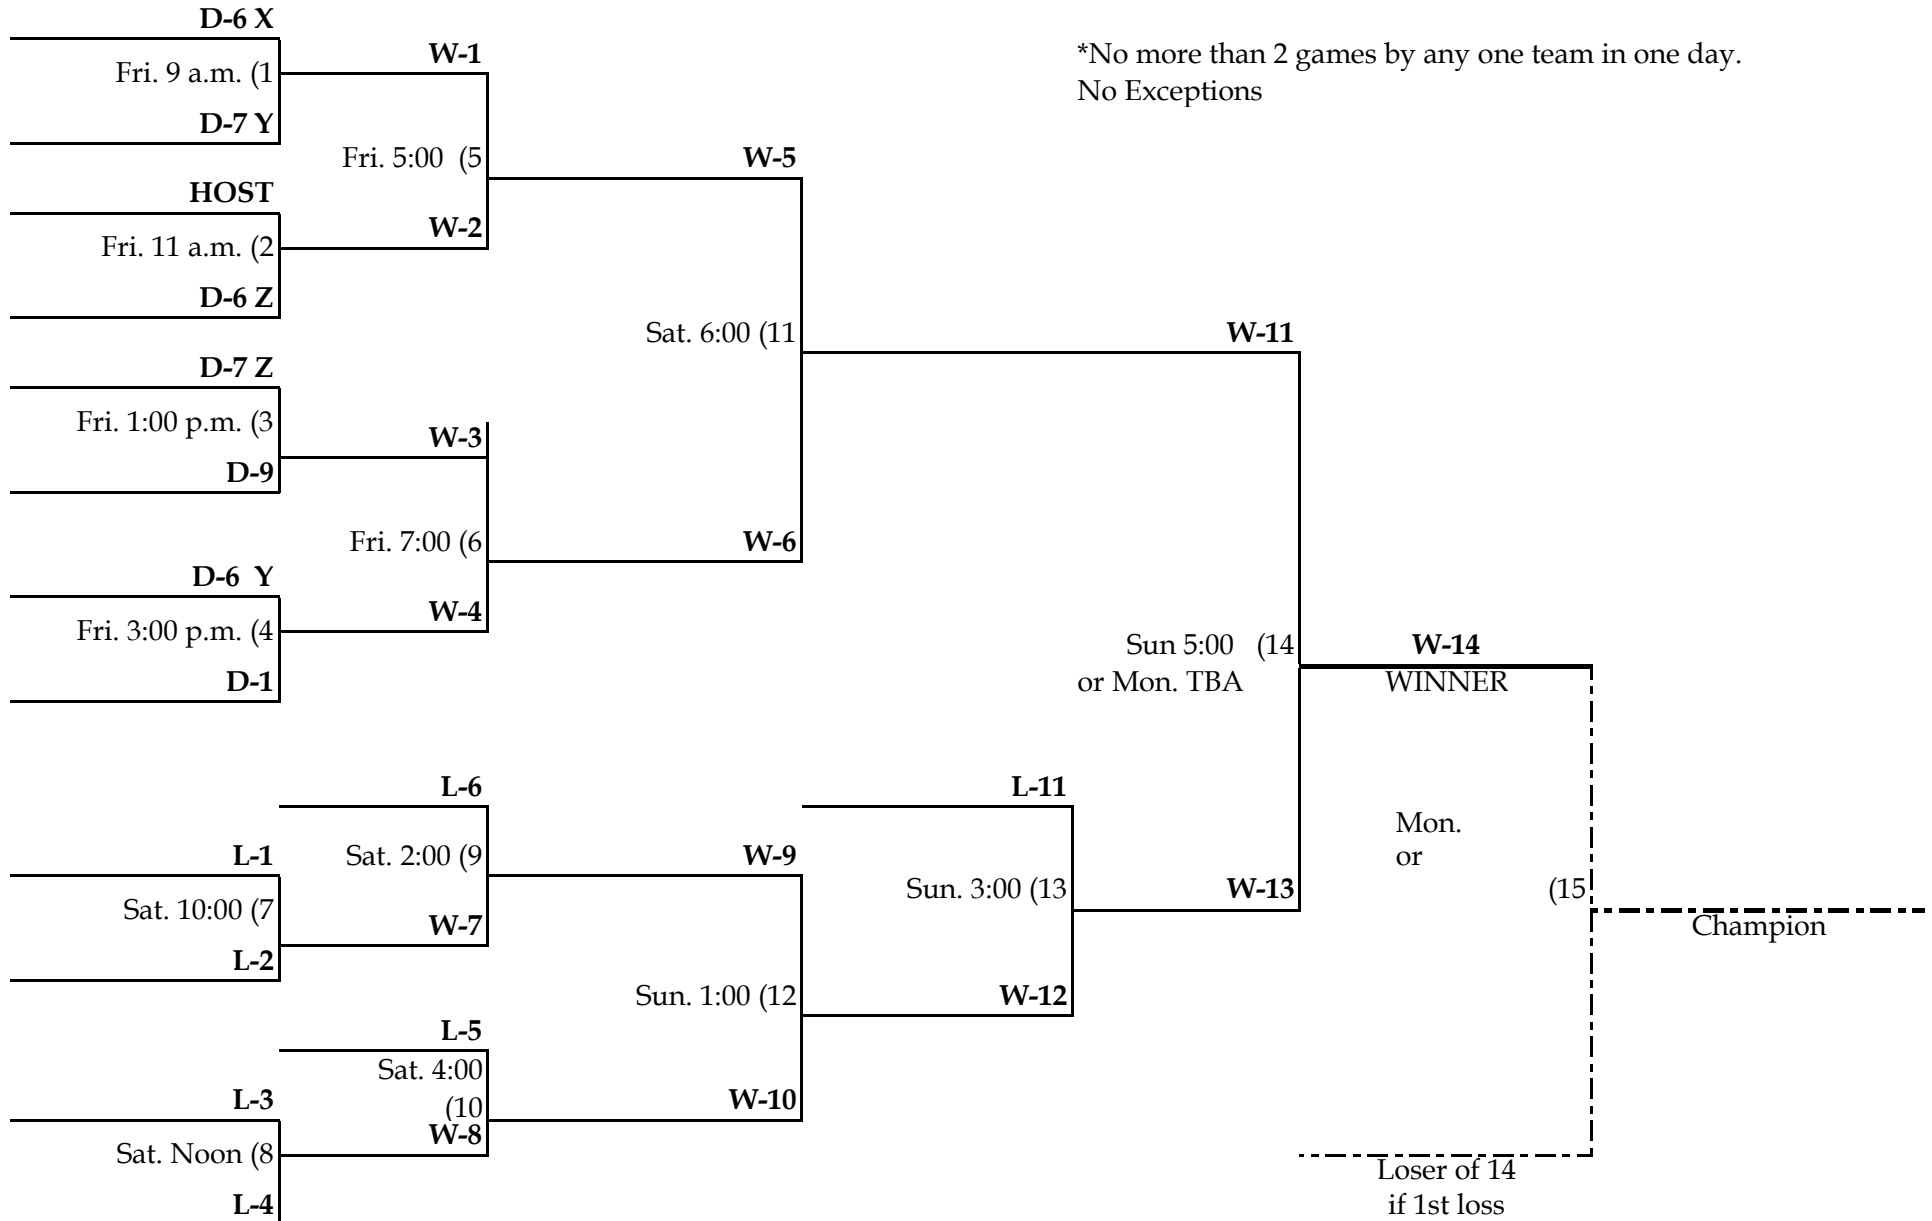 D-6 X
Fri. 9 a.m. (1
D-7 Y
W-1
*No more than 2 games by any one team in one day.
No Exceptions
Fri. 5:00  (5
W-5
HOST
Fri. 11 a.m. (2
D-6 Z
W-2
Sat. 6:00 (11
W-11
D-7 Z
Fri. 1:00 p.m. (3
D-9
W-3
Fri. 7:00 (6
W-6
D-6  Y
Fri. 3:00 p.m. (4
D-1
W-4
Sun 5:00   (14
or Mon. TBA
W-14
WINNER
L-6
L-11
L-1
Sat. 2:00 (9
W-9
Mon.
or
Sat. 10:00 (7
W-7
L-2
Sun. 3:00 (13
W-13
(15
Champion
Sun. 1:00 (12
W-12
L-5
Sat. 4:00
(10
L-3
W-8
W-10
Sat. Noon (8
L-4
Loser of 14
if 1st loss